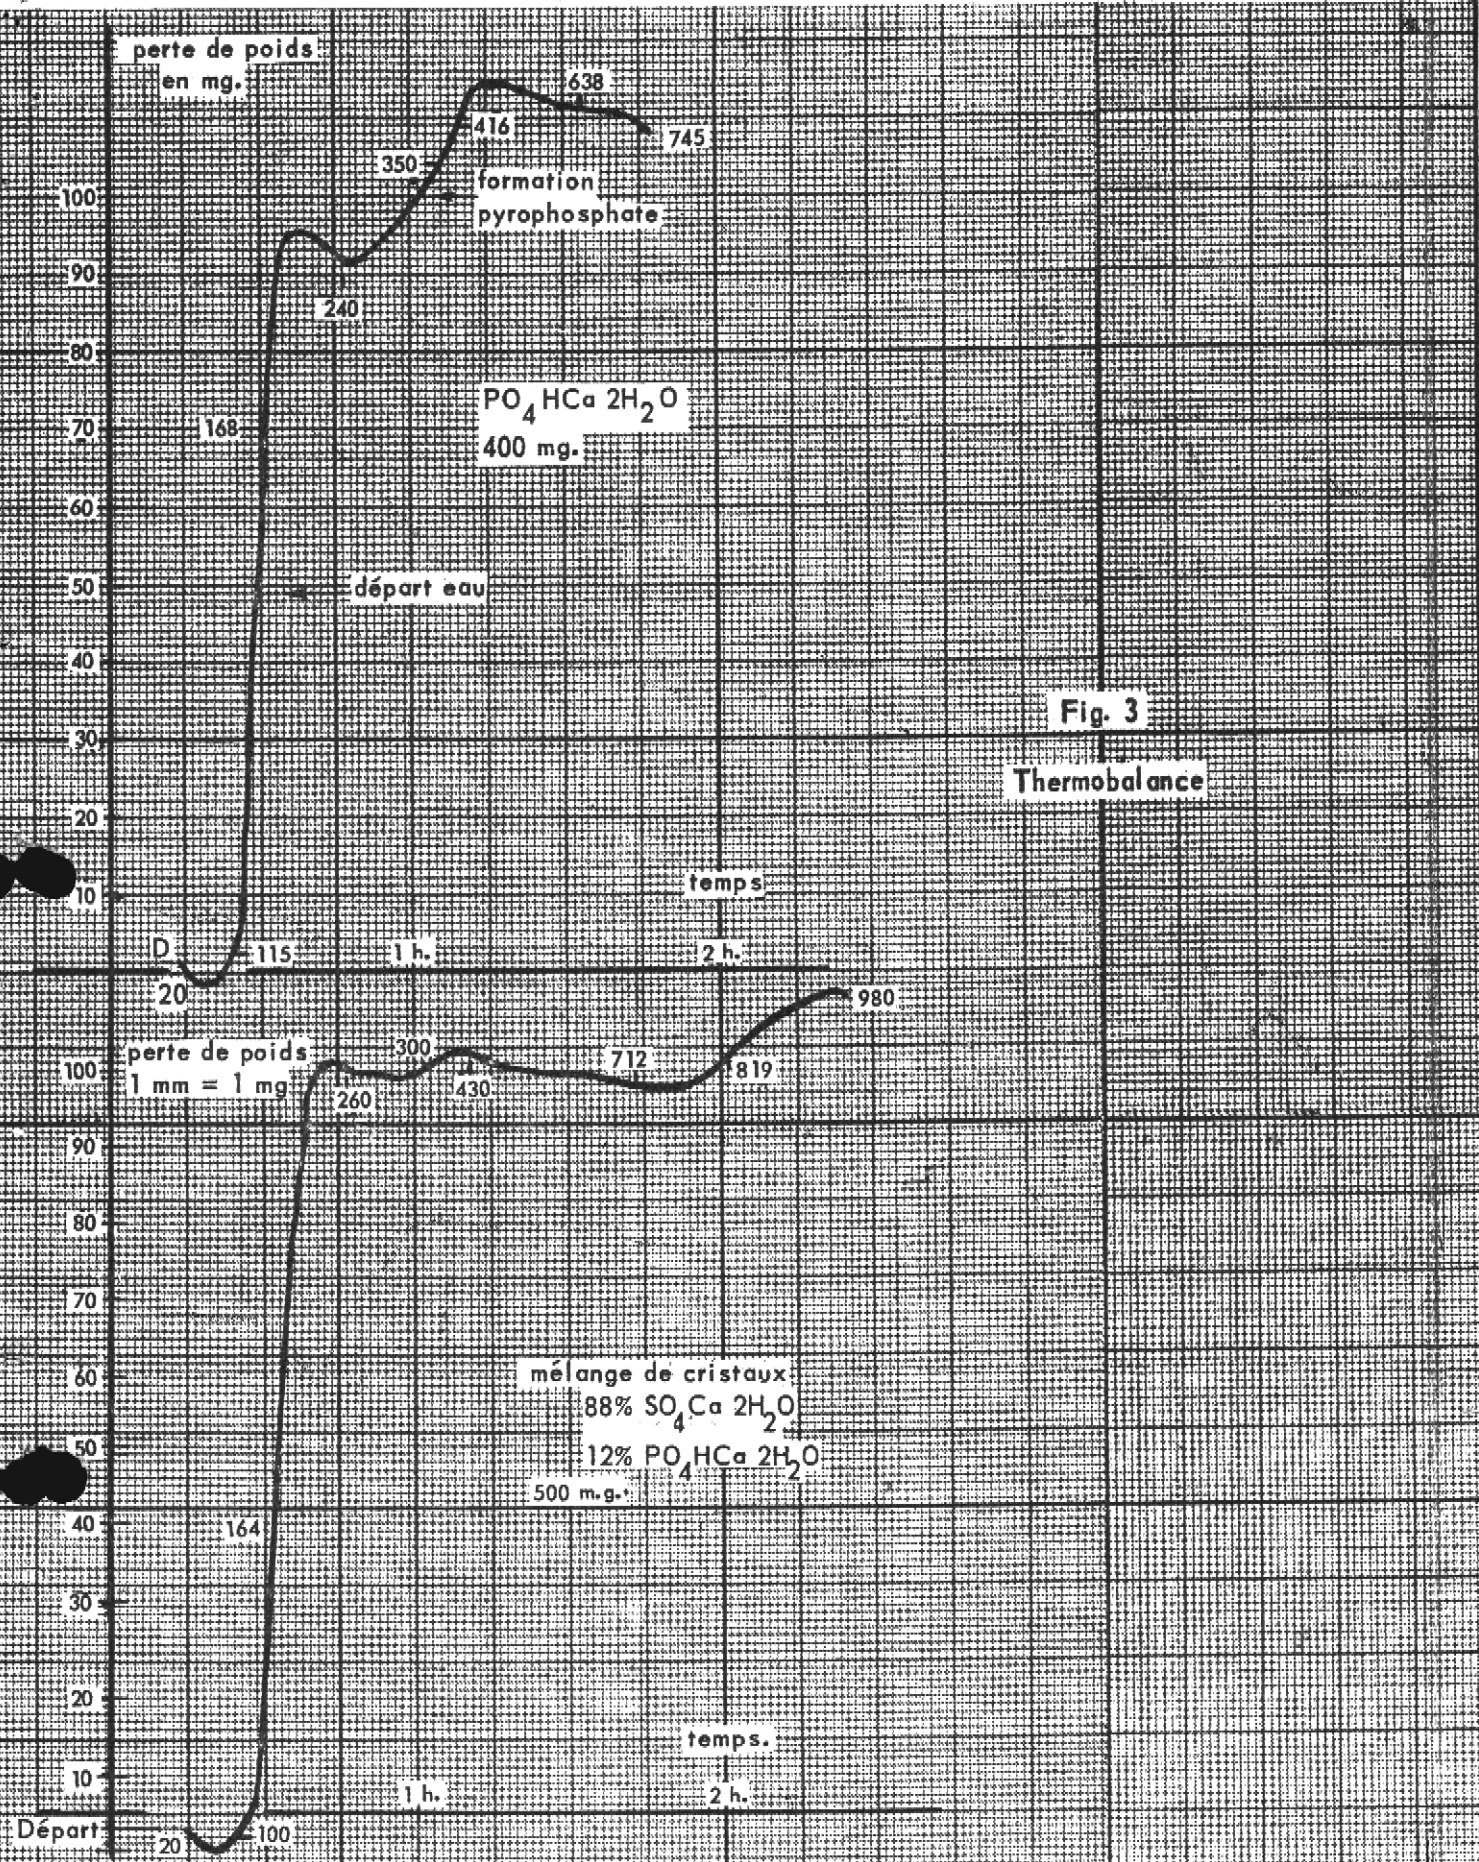 perte de poids
en mg.
638
416
745
350
formation
pyrophosphate
100
90
240
80
PO4 HCa 2H2O
400 mg.
168
70
60
50
départ eau
40
Fig. 3
30
Thermobalance
20
temps
10
D
115
1 h.
2 h.
20
980
perte de poids
1 mm = 1 mg
300
712
100
819
430
260
90
80
70
mélange de cristaux
60
88% SO4Ca 2H2O
50
12% PO4HCa 2H2O
500 m.g.
40
164
30
20
temps.
10
1 h.
2 h.
Départ
20
100